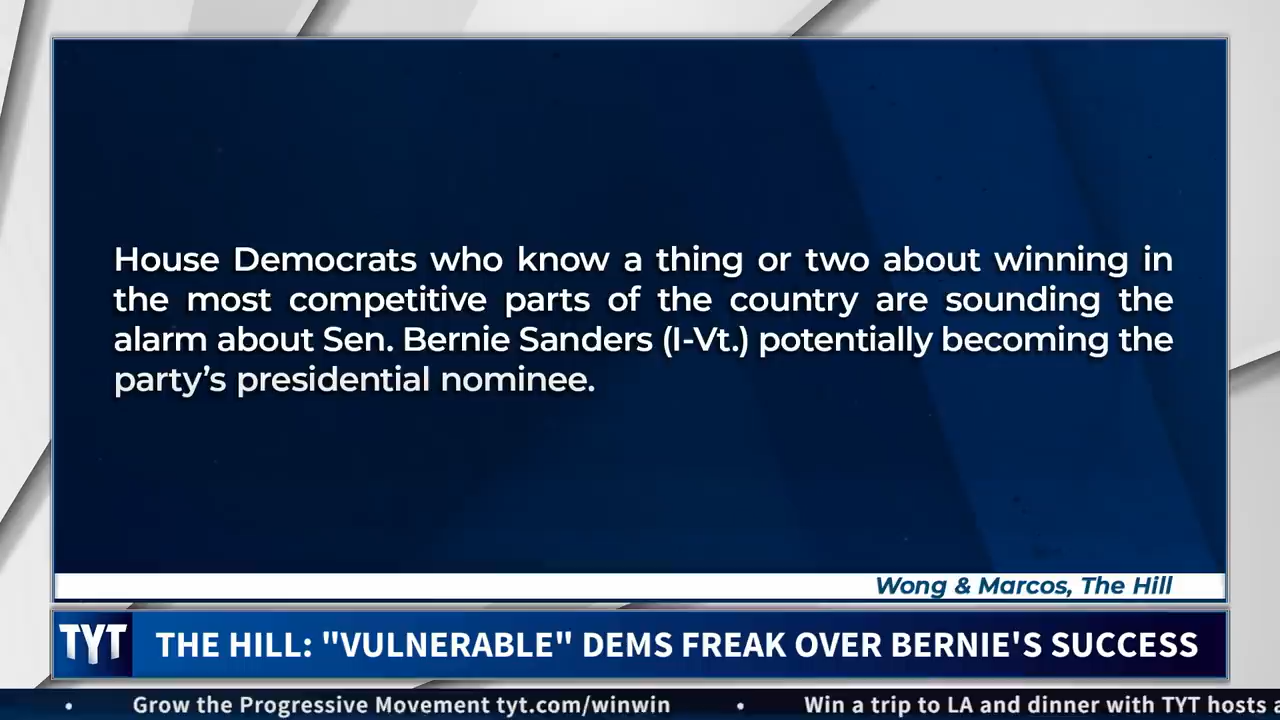 House Democrats who know a thing or two about winning in
the most competitive parts of the country are sounding the
alarm about Sen. Bernie Sanders (I-Vt.) potentially becoming the
party’s presidential nominee.
Wong & Marcos, The Hill
TYT THE HILL: "VULNERABLE" DEMS FREAK OVER BERNIE'S SUCCESS
• Grow the Progressive Movement tyt.com/winwin • Win a trip to LA and dinner with TYT hosts a